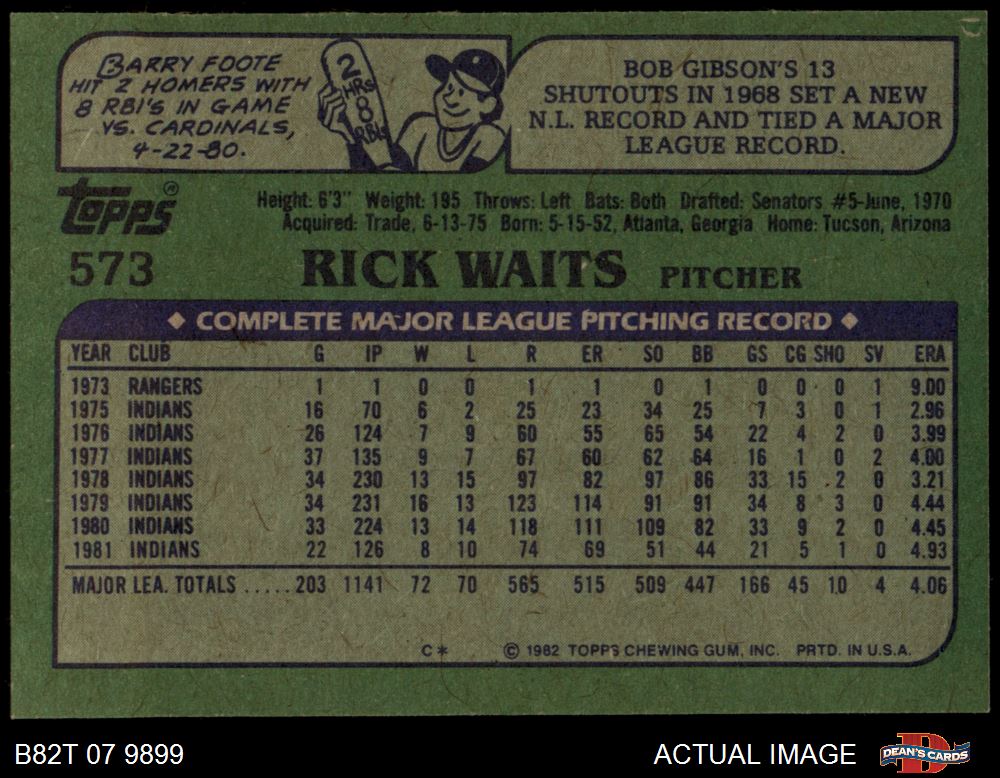 BARRY FOOTE
HIT 2 HOMERS WITH
8 RBI'S IN GAME
VS. CARDINALS,
4-22-80.
2
HRS
8
RBIs
BOB GIBSON'S 13
SHUTOUTS IN 1968 SET A NEW
N.L. RECORD AND TIED A MAJOR
LEAGUE RECORD.
Topps®
Height: 6'3" Weight: 195 Throws: Left Bats: Both Drafted: Senators #5-June, 1970
Acquired: Trade, 6-13-75 Born: 5-15-52, Atlanta, Georgia Home: Tucson, Arizona
573 RICK WAITS PITCHER
◆ COMPLETE MAJOR LEAGUE PITCHING RECORD ◆
YEAR CLUB G IP W L R ER SO BB GS CG SHO SV ERA
1973 RANGERS 1 1 0 0 1 1 0 1 0 0 0 1 9.00
1975 INDIANS 16 70 6 2 25 23 34 25 7 3 0 1 2.96
1976 INDIANS 26 124 7 9 60 55 65 54 22 4 2 0 3.99
1977 INDIANS 37 135 9 7 67 60 62 64 16 1 0 2 4.00
1978 INDIANS 34 230 13 15 97 82 97 86 33 15 2 0 3.21
1979 INDIANS 34 231 16 13 123 114 91 91 34 8 3 0 4.44
1980 INDIANS 33 224 13 14 118 111 109 82 33 9 2 0 4.45
1981 INDIANS 22 126 8 10 74 69 51 44 21 5 1 0 4.93
MAJOR LEA. TOTALS .....203 1141 72 70 565 515 509 447 166 45 10 4 4.06
C* © 1982 TOPPS CHEWING GUM, INC. PRTD. IN U.S.A.
B82T 07 9899 ACTUAL IMAGE D DEAN'S CARDS